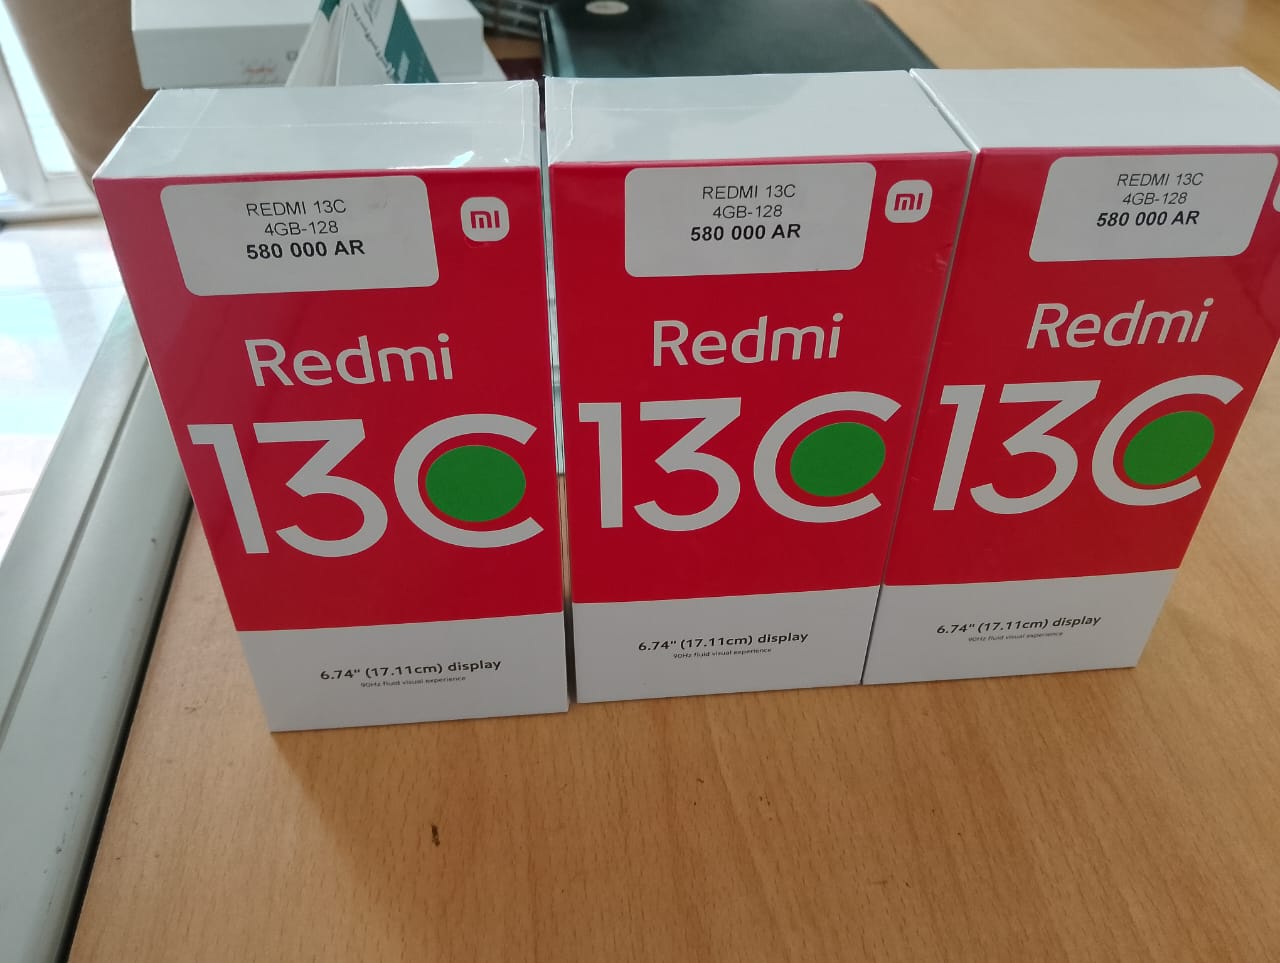 REDMI 13C
4GB-128
580 000 AR
mi
Redmi
13C
6.74" (17.11cm) display
90Hz fluid visual experience
REDMI 13C
4GB-128
580 000 AR
mi
Redmi
13C
6.74" (17.11cm) display
90Hz fluid visual experience
REDMI 13C
4GB-128
580 000 AR
Redmi
13C
6.74" (17.11cm) display
90Hz fluid visual experience